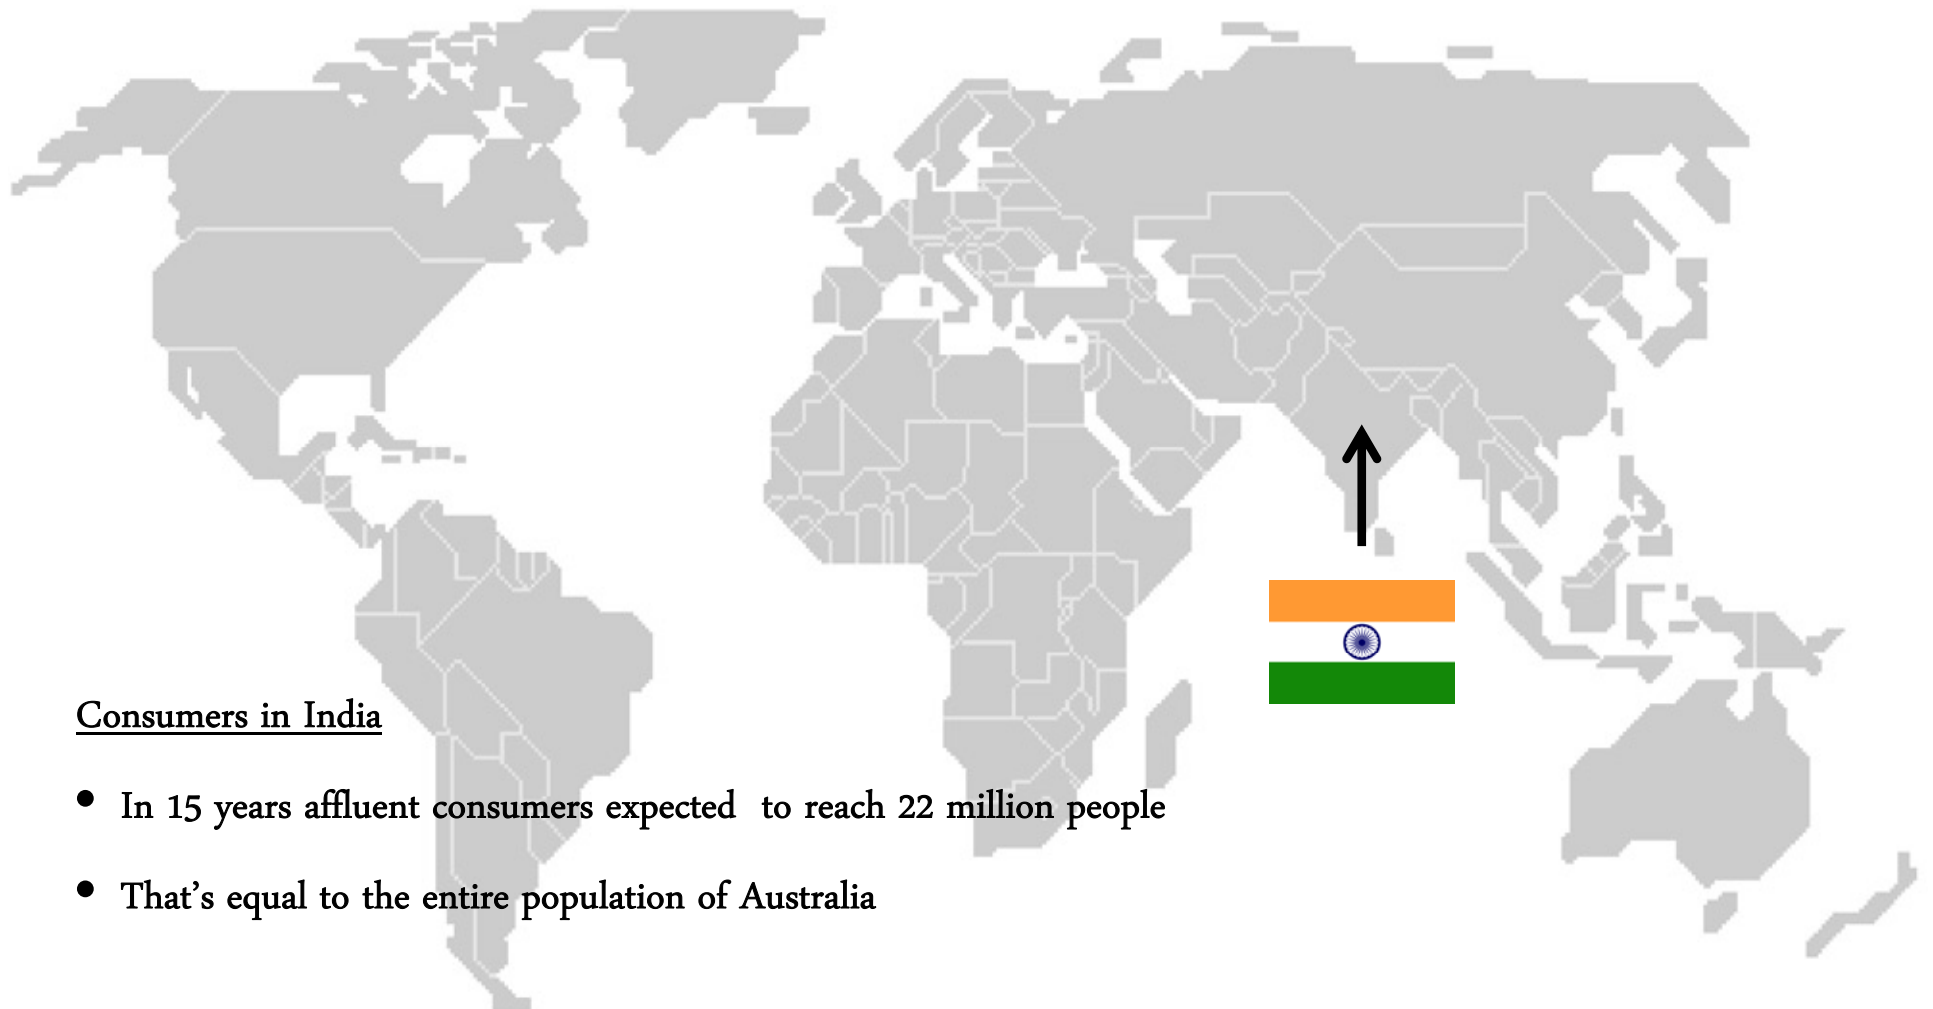 Consumers in India
• In 15 years affluent consumers expected  to reach 22 million people
• That’s equal to the entire population of Australia